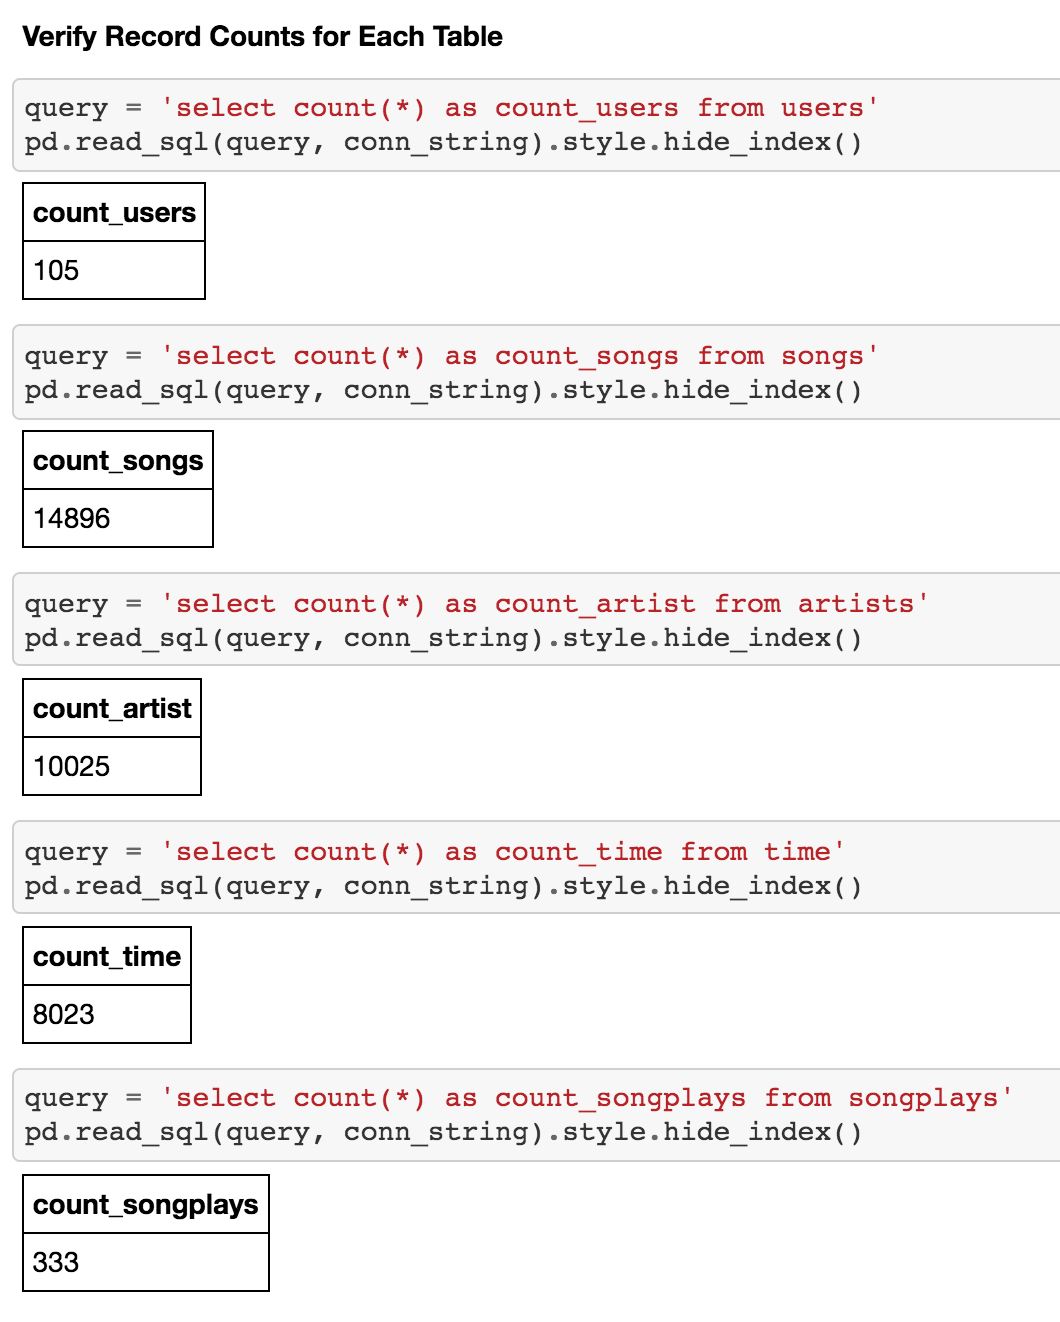 Verify Record Counts for Each Table
query = 'select count(*) as count_users from users'
pd.read_sql(query, conn_string).style.hide_index()
count_users
105
query = 'select count(*) as count_songs from songs'
pd.read_sql(query, conn_string).style.hide_index()
count_songs
14896
query = 'select count(*) as count_artist from artists'
pd.read_sql(query, conn_string).style.hide_index()
count_artist
10025
query = 'select count(*) as count_time from time'
pd.read_sql(query, conn_string).style.hide_index()
count_time
8023
query = 'select count(*) as count_songplays from songplays'
pd.read_sql(query, conn_string).style.hide_index()
count_songplays
333